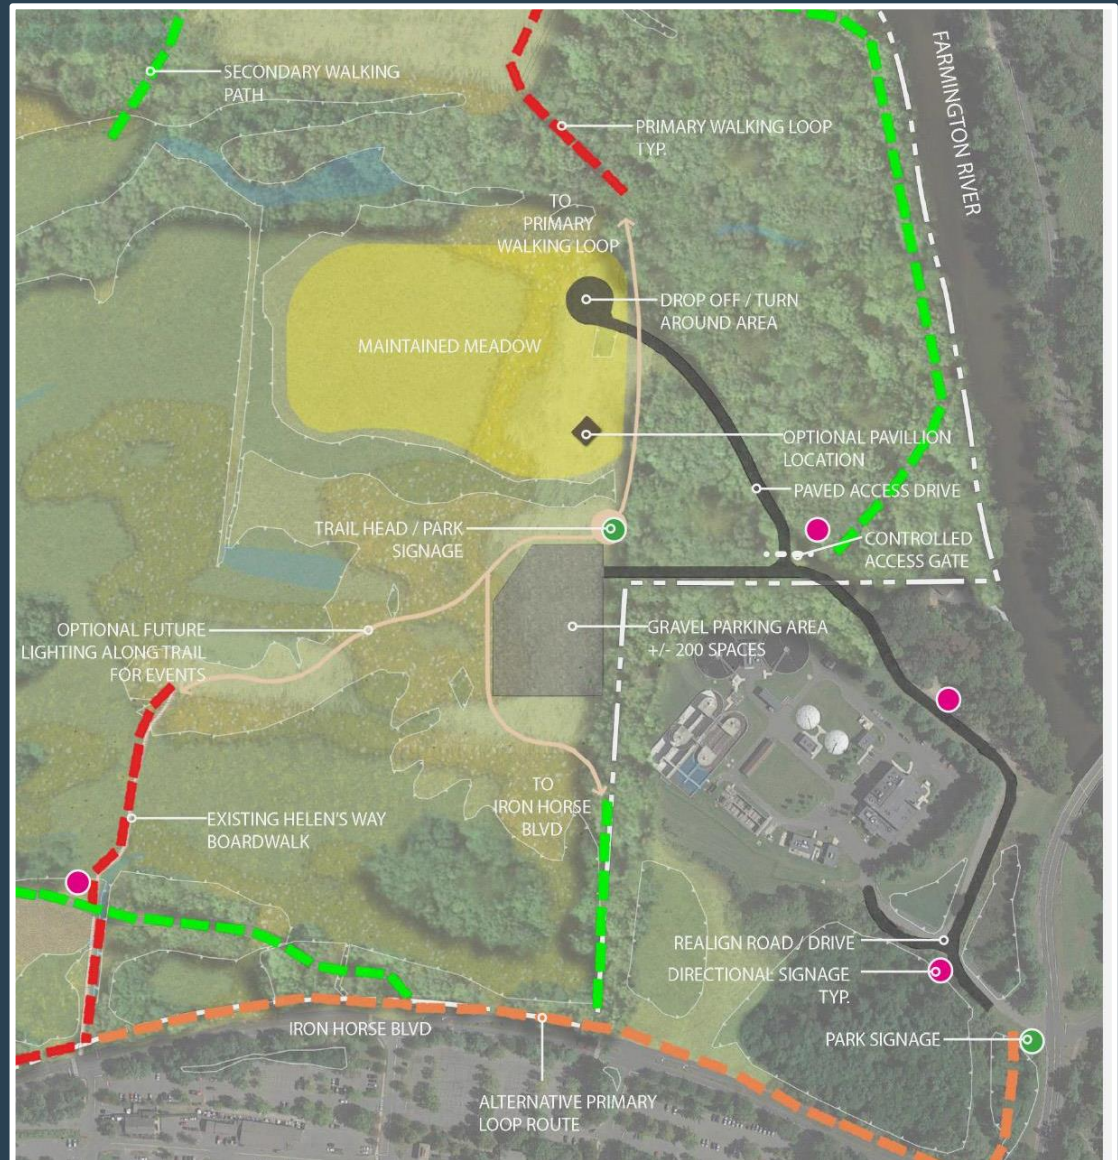 SECONDARY WALKING
PATH
FARMINGTON RIVER
PRIMARY WALKING LOOP
TYP.
TO
PRIMARY
WALKING LOOP
DROP OFF / TURN
AROUND AREA
MAINTAINED MEADOW
OPTIONAL PAVILLION
LOCATION
PAVED ACCESS DRIVE
TRAIL HEAD / PARK
SIGNAGE
CONTROLLED
ACCESS GATE
OPTIONAL FUTURE
LIGHTING ALONG TRAIL
FOR EVENTS
GRAVEL PARKING AREA
+/- 200 SPACES
TO
IRON HORSE
BLVD
EXISTING HELEN'S WAY
BOARDWALK
REALIGN ROAD / DRIVE
DIRECTIONAL SIGNAGE
TYP.
IRON HORSE BLVD
PARK SIGNAGE
ALTERNATIVE PRIMARY
LOOP ROUTE